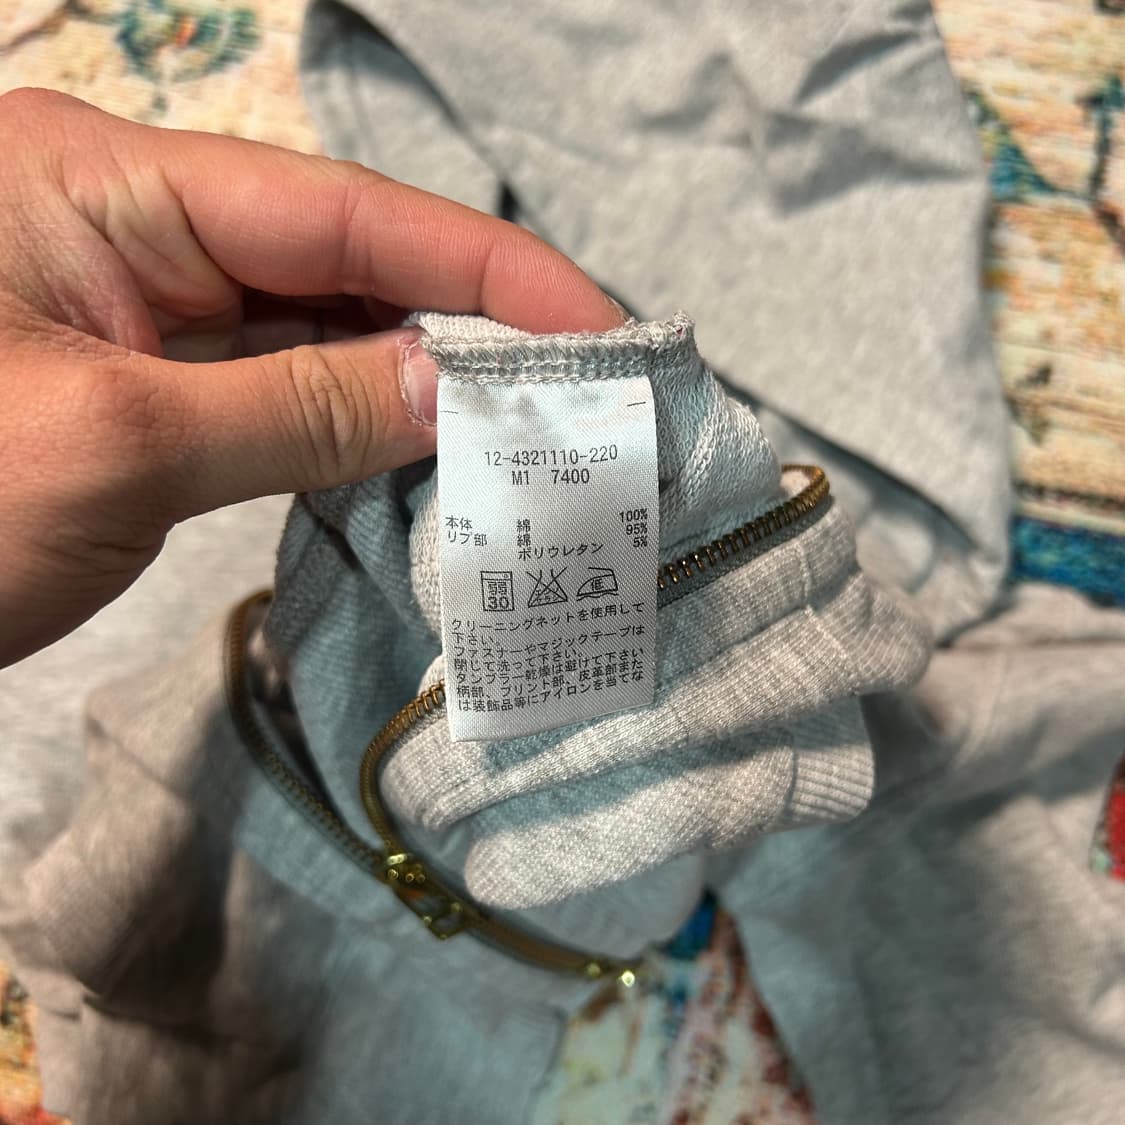 12-4321110-220
M1 7400
本体 綿 100%
リブ部 綿 95%
ポリウレタン 5%
弱 30 低
クリーニングネットを使用して
下さい。
ファスナーやマジックテープは
閉じて洗って下さい。
タンブラー乾燥は避けて下さい
柄部、プリント部、皮革部また
は装飾品等にアイロンを当てな